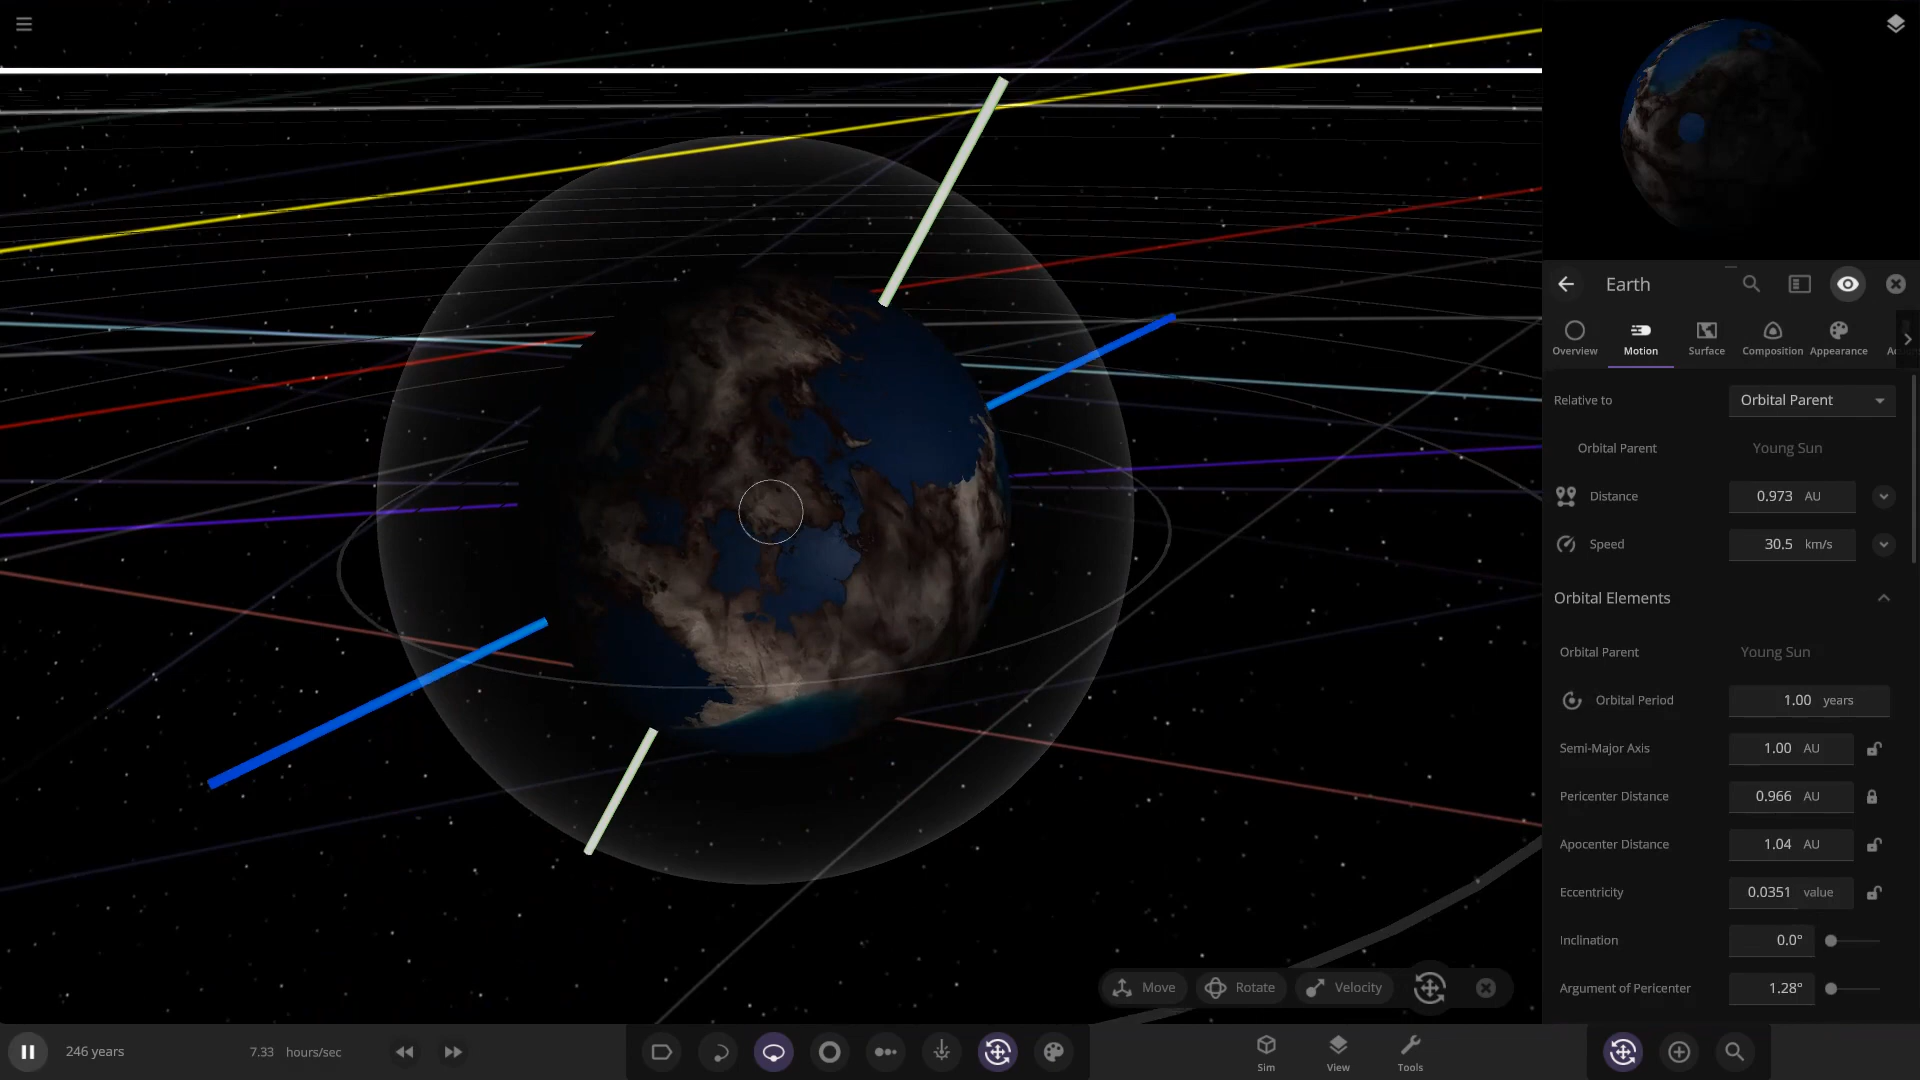 Earth
Overview
Motion
Surface
Composition
Appearance
Relative to
Orbital Parent
Orbital Parent
Young Sun
Distance
0.973 AU
Speed
30.5 km/s
Orbital Elements
Orbital Parent
Young Sun
Orbital Period
1.00 years
Semi-Major Axis
1.00 AU
Pericenter Distance
0.966 AU
Apocenter Distance
1.04 AU
Eccentricity
0.0351 value
Inclination
0.0°
Argument of Pericenter
1.28°
Move
Rotate
Velocity
246 years
7.33 hours/sec
Sim
View
Tools